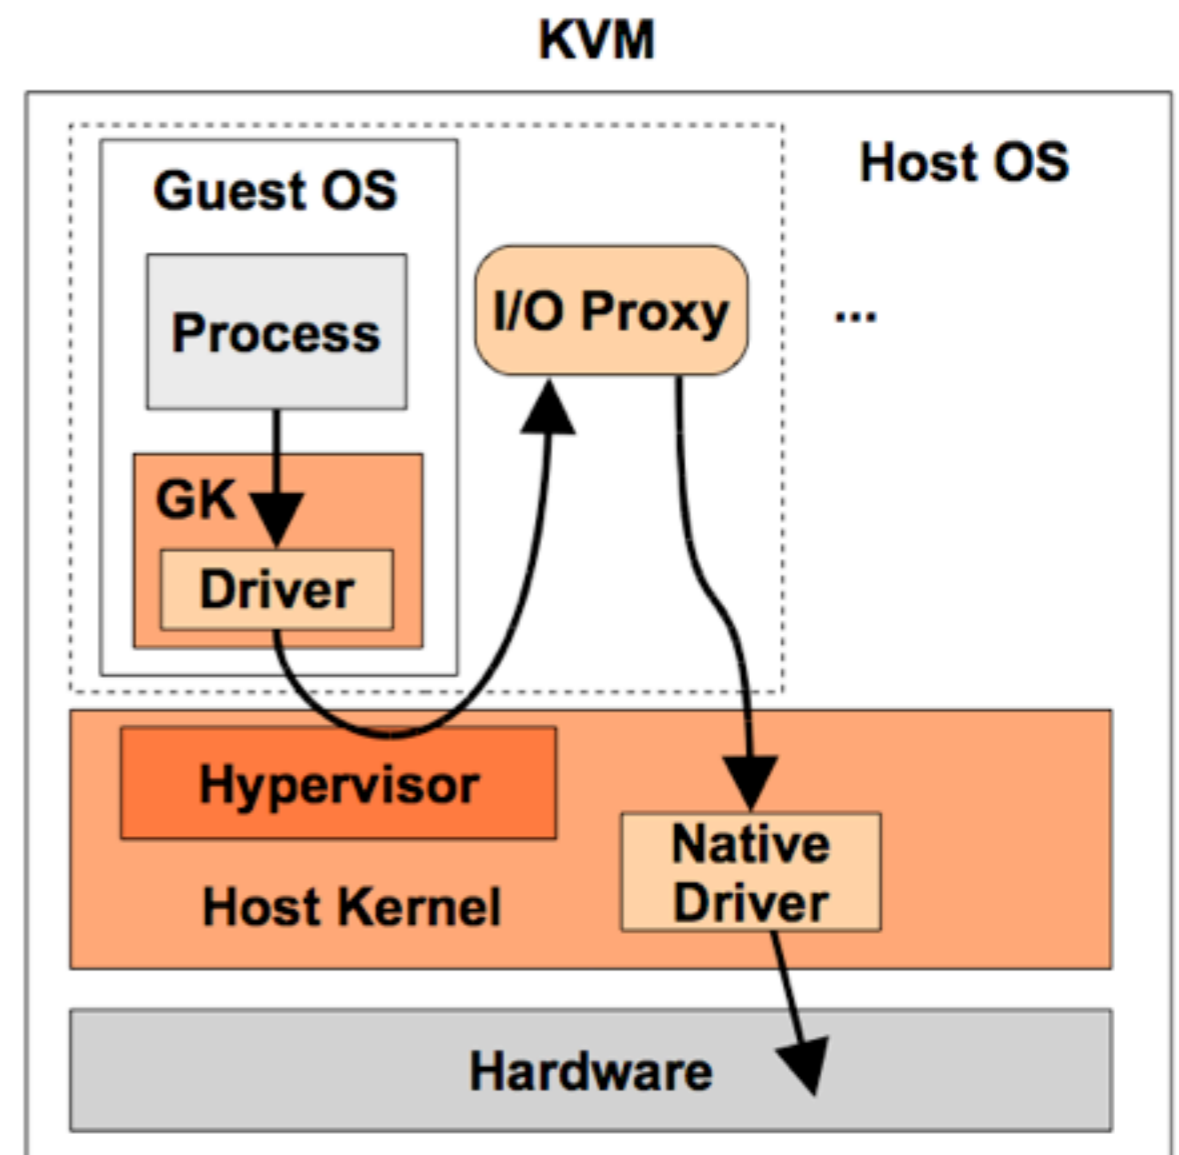 KVM
Host OS
Guest OS
Process
I/O Proxy
...
GK
Driver
Hypervisor
Native
Driver
Host Kernel
Hardware